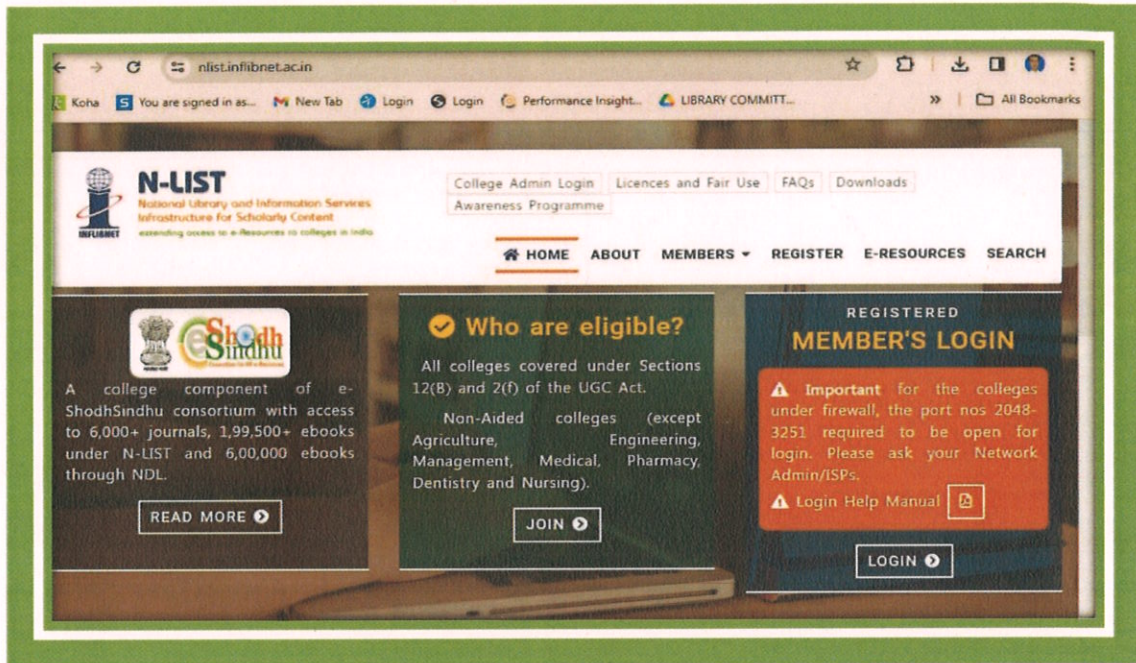 nlist.inflibnet.ac.in
Koha
You are signed in as...
New Tab
Login
Login
Performance Insight...
LIBRARY COMMITT...
»
All Bookmarks
N-LIST
National Library and Information Services
Infrastructure for Scholarly Content
extending access to e-Resources to colleges in India
INFLIBNET
College Admin Login
Licences and Fair Use
FAQs
Downloads
Awareness Programme
HOME
ABOUT
MEMBERS
REGISTER
E-RESOURCES
SEARCH
e Shodh
Sindhu
A college component of e-
ShodhSindhu consortium with access
to 6,000+ journals, 1,99,500+ ebooks
under N-LIST and 6,00,000 ebooks
through NDL.
READ MORE
Who are eligible?
All colleges covered under Sections
12(B) and 2(f) of the UGC Act.
Non-Aided colleges (except
Agriculture, Engineering,
Management, Medical, Pharmacy,
Dentistry and Nursing).
JOIN
REGISTERED
MEMBER'S LOGIN
Important for the colleges
under firewall, the port nos 2048-
3251 required to be open for
login. Please ask your Network
Admin/ISPs.
Login Help Manual
LOGIN